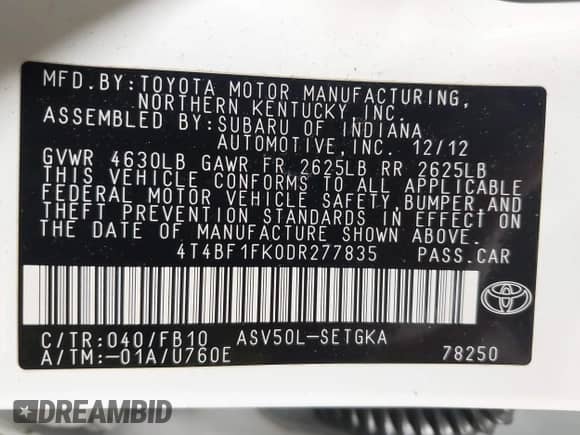 MFD.BY:TOYOTA MOTOR MANUFACTURING,
NORTHERN KENTUCKY,INC.
ASSEMBLED BY:SUBARU OF INDIANA
AUTOMOTIVE,INC. 12/12
GVWR 4630LB GAWR FR 2625LB RR 2625LB
THIS VEHICLE CONFORMS TO ALL APPLICABLE
FEDERAL MOTOR VEHICLE SAFETY,BUMPER,AND
THEFT PREVENTION STANDARDS IN EFFECT ON
THE DATE OF MANUFACTURE SHOWN ABOVE.
4T4BF1FK0DR277835 PASS.CAR
C/TR:040/FB10 ASV50L-SETGKA
A/TM:-01A/U760E 78250
DREAMBID